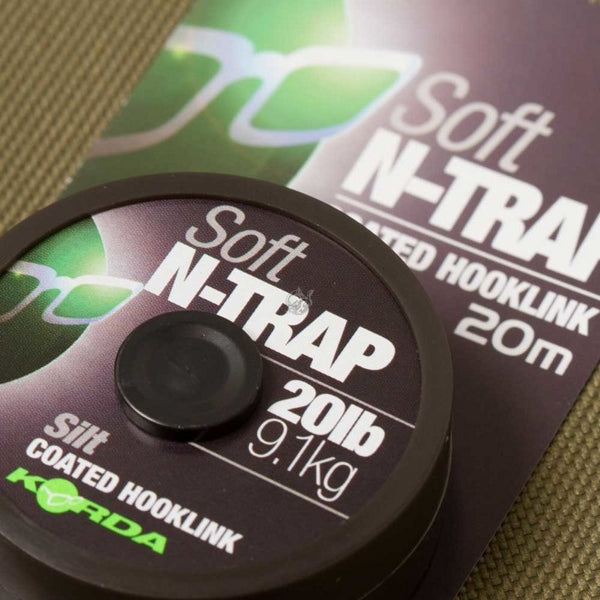 Soft
N-TRAP
COATED HOOKLINK
20m
Soft
N-TRAP
20lb
9.1kg
Silt
COATED HOOKLINK
KORDA